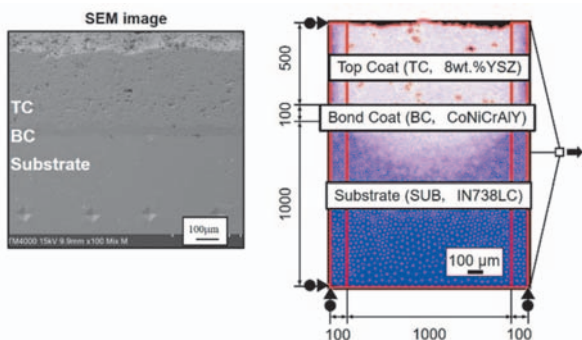 SEM image
TC
BC
Substrate
100μm
TM4000 15kV 9.9mm x100 Mix M
500
100
1000
Top Coat (TC, 8wt.%YSZ)
Bond Coat (BC, CoNiCrAlY)
Substrate (SUB, IN738LC)
100 μm
100 1000 100